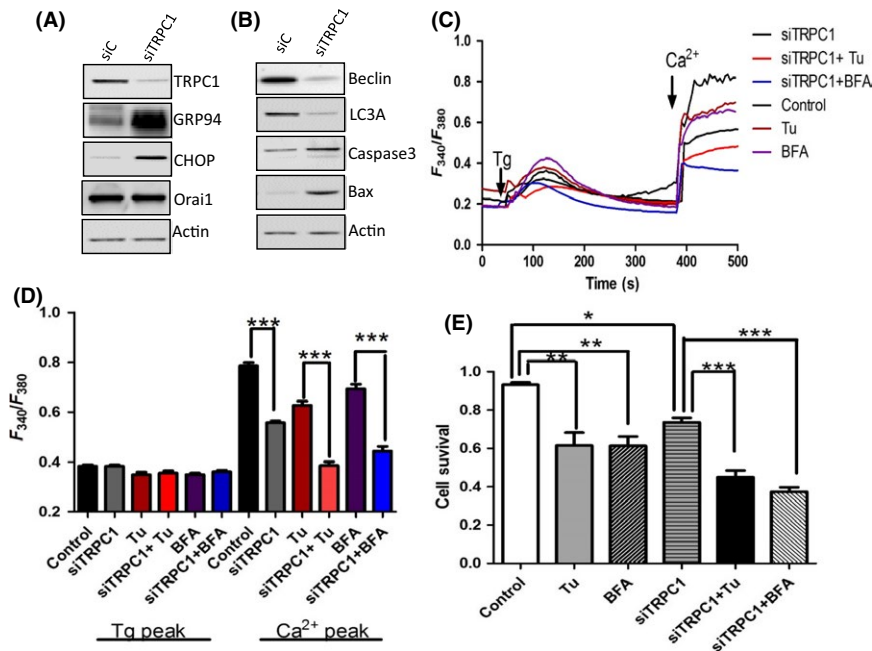 (A)
siC
siTRPC1
TRPC1
GRP94
CHOP
Orai1
Actin
(B)
siC
siTRPC1
Beclin
LC3A
Caspase3
Bax
Actin
(C)
F340/F380
1.0
0.8
0.6
0.4
0.2
0.0
Tg
Ca2+
0 100 200 300 400 500
Time (s)
siTRPC1
siTRPC1+ Tu
siTRPC1+BFA
Control
Tu
BFA
(D)
F340/F380
1.0
0.8
0.6
0.4
0.2
***
***
***
Control
siTRPC1
Tu
siTRPC1+ Tu
BFA
siTRPC1+BFA
Control
siTRPC1
Tu
siTRPC1+ Tu
BFA
siTRPC1+BFA
Tg peak
Ca2+ peak
(E)
Cell suvival
1.0
0.8
0.6
0.4
0.2
0.0
*
**
**
***
***
Control
Tu
BFA
siTRPC1
siTRPC1+Tu
siTRPC1+BFA